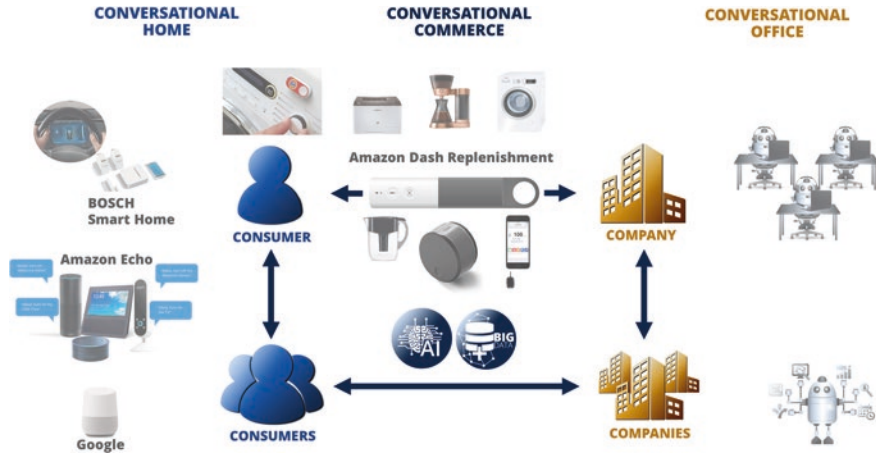 CONVERSATIONAL
HOME
CONVERSATIONAL
COMMERCE
CONVERSATIONAL
OFFICE
Amazon Dash Replenishment
BOSCH
Smart Home
CONSUMER
COMPANY
Amazon Echo
AI
BIG
DATA
Google
CONSUMERS
COMPANIES